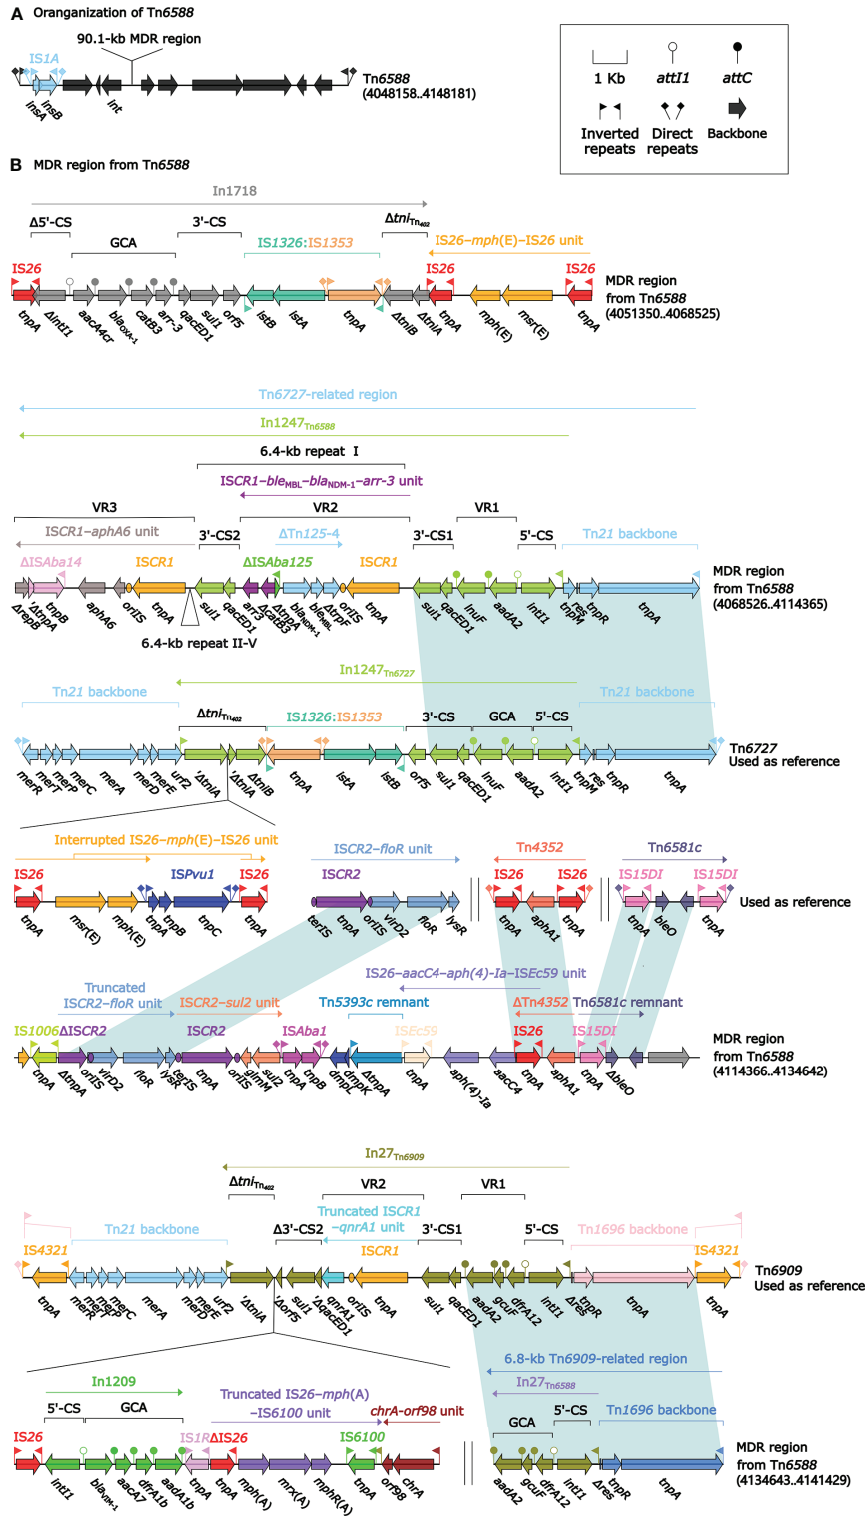 A Oranganization of Tn6588
90.1-kb MDR region
IS1A
insA insB int
Tn6588
(4048158..4148181)
1 Kb attI1 attC
Inverted repeats Direct repeats Backbone
B MDR region from Tn6588
In1718
Δ5'-CS 3'-CS ΔtniTn402
GCA IS1326:IS1353 IS26–mph(E)–IS26 unit
IS26 IS26 IS26
tnpA ΔintI1 aacA4cr blaOXA-1 catB3 arr-3 qacED1 sul1 orf5 istB istA tnpA ΔtniB ΔtniA tnpA mph(E) msr(E) tnpA
MDR region
from Tn6588
(4051350..4068525)
Tn6727-related region
In1247Tn6588
6.4-kb repeat I
ISCR1–bleMBL–blaNDM-1–arr-3 unit
VR3 VR2 VR1
ISCR1–aphA6 unit 3'-CS2 ΔTn125-4 3'-CS1 5'-CS Tn21 backbone
ΔISAba14 ISCR1 ΔISAba125 ISCR1
ΔrepB 'ΔtnpA tnpB aphA6 oriIS tnpA sul1 qacED1 arr3 ΔcatB3 ΔtnpA blaNDM-1 bleMBL ΔtrpF oriIS tnpA sul1 qacED1 lnuF aadA2 intI1 tnpM res tnpR tnpA
6.4-kb repeat II-V
MDR region
from Tn6588
(4068526..4114365)
In1247Tn6727
Tn21 backbone ΔtniTn402 IS1326:IS1353 3'-CS GCA 5'-CS Tn21 backbone
merR merT merP merC merA merD merE urf2 'ΔtniA 'ΔtniA ΔtniB tnpA istA istB orf5 sul1 qacED1 lnuF aadA2 intI1 tnpM res tnpR tnpA
Tn6727
Used as reference
Interrupted IS26–mph(E)–IS26 unit ISCR2–floR unit Tn4352 Tn6581c
IS26 ISPvu1 IS26 ISCR2 IS26 IS26 IS15DI IS15DI
tnpA msr(E) mph(E) tnpA tnpB tnpC tnpA terIS tnpA oriIS virD2 floR lysR tnpA aphA1 tnpA tnpA bleO tnpA
Used as reference
IS26–aacC4–aph(4)-Ia–ISEc59 unit
Truncated
ISCR2–floR unit ISCR2–sul2 unit Tn5393c remnant ΔTn4352 Tn6581c remnant
IS1006 ΔISCR2 ISCR2 ISAba1 ISEc59 IS26 IS15DI
tnpA ΔtnpA oriIS virD2 floR lysR terIS tnpA oriIS glmM sul2 tnpA tnpB dmpL dmpK ΔtnpA tnpA aph(4)-Ia aacC4 tnpA aphA1 tnpA ΔbleO
MDR region
from Tn6588
(4114366..4134642)
In27Tn6909
ΔtniTn402 VR2 VR1
Truncated ISCR1
–qnrA1 unit
Tn21 backbone Δ3'-CS2 3'-CS1 5'-CS Tn1696 backbone
IS4321 ISCR1 IS4321
tnpA merR merT merP merC merA merD merE urf2 'ΔtniA 'Δorf5 sul1 'ΔqacED1 qnrA1 oriIS tnpA sul1 qacED1 aadA2 gcuF dfrA12 intI1 Δres tnpR tnpA tnpA
Tn6909
Used as reference
6.8-kb Tn6909-related region
In1209 Truncated IS26–mph(A)
–IS6100 unit
In27Tn6588
5'-CS GCA chrA-orf98 unit GCA 5'-CS Tn1696 backbone
IS26 IS1R ΔIS26 IS6100
tnpA intI1 blaVIM-1 aacA7 dfrA1b aadA1b tnpA tnpA mph(A) mrx(A) mphR(A) tnpA orf98 chrA aadA2 gcuF dfrA12 intI1 Δres tnpR tnpA
MDR region
from Tn6588
(4134643..4141429)